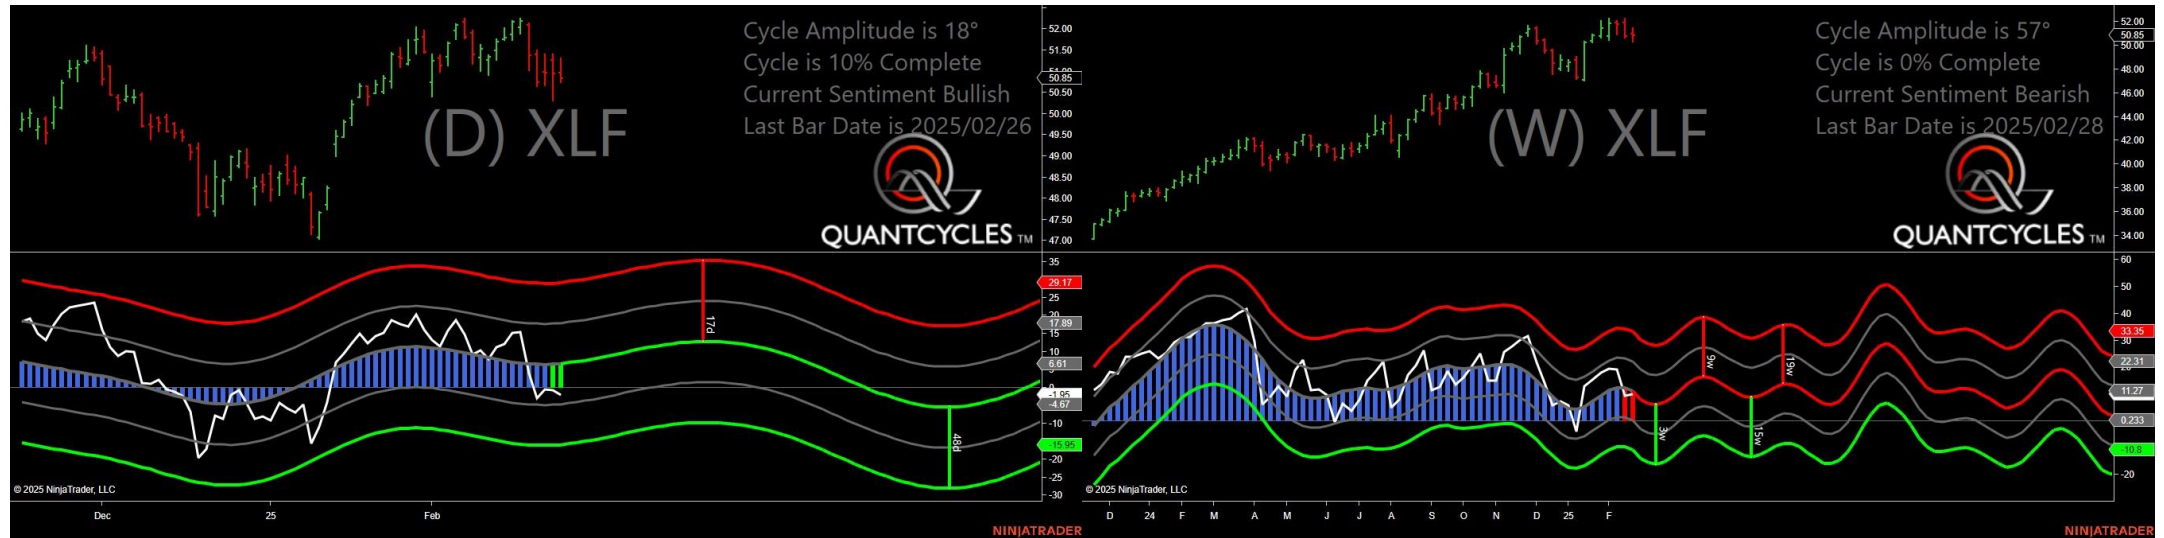 Cycle Amplitude is 18°
Cycle is 10% Complete
Current Sentiment Bullish
Last Bar Date is 2025/02/26
(D) XLF
QUANTCYCLES TM
52.00
51.50
51.00
50.85
50.50
50.00
49.50
49.00
48.50
48.00
47.50
47.00
35
29.17
25
17.89
15
10
6.61
0
-1.95
-4.67
-10
-15.95
-20
-25
-30
17d
48d
© 2025 NinjaTrader, LLC
Dec
25
Feb
NINJATRADER
Cycle Amplitude is 57°
Cycle is 0% Complete
Current Sentiment Bearish
Last Bar Date is 2025/02/28
(W) XLF
QUANTCYCLES TM
52.00
50.85
50.00
48.00
46.00
44.00
42.00
40.00
38.00
36.00
34.00
60
50
40
33.35
30
22.31
11.27
0.233
-10.8
-20
3w
9w
15w
19w
© 2025 NinjaTrader, LLC
D 24 F M A M J J A S O N D 25 F
NINJATRADER